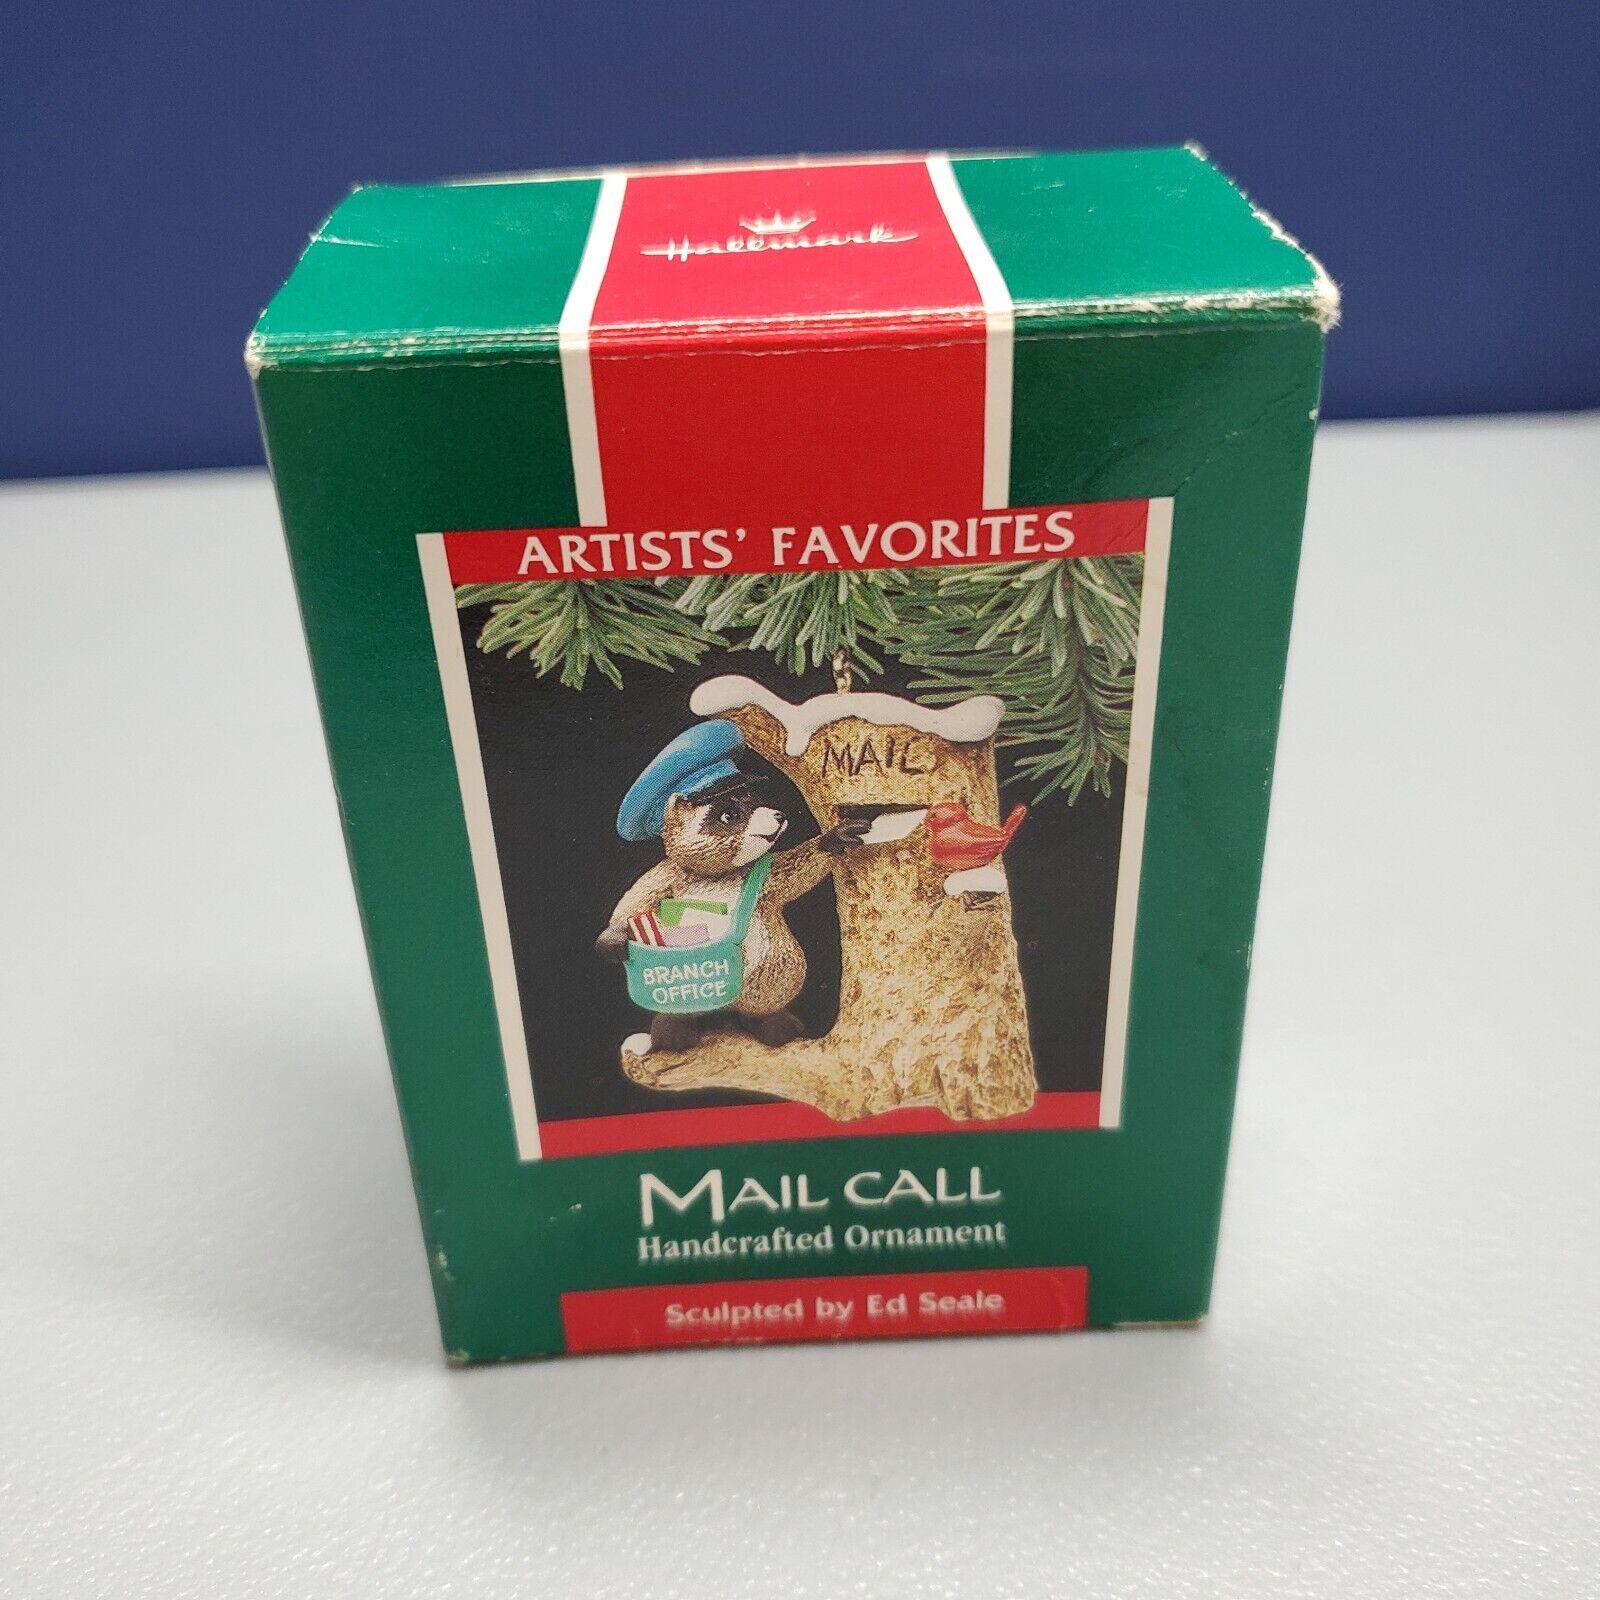 Hallmark
ARTISTS' FAVORITES
MAIL
BRANCH
OFFICE
MAIL CALL
Handcrafted Ornament
Sculpted by Ed Seale